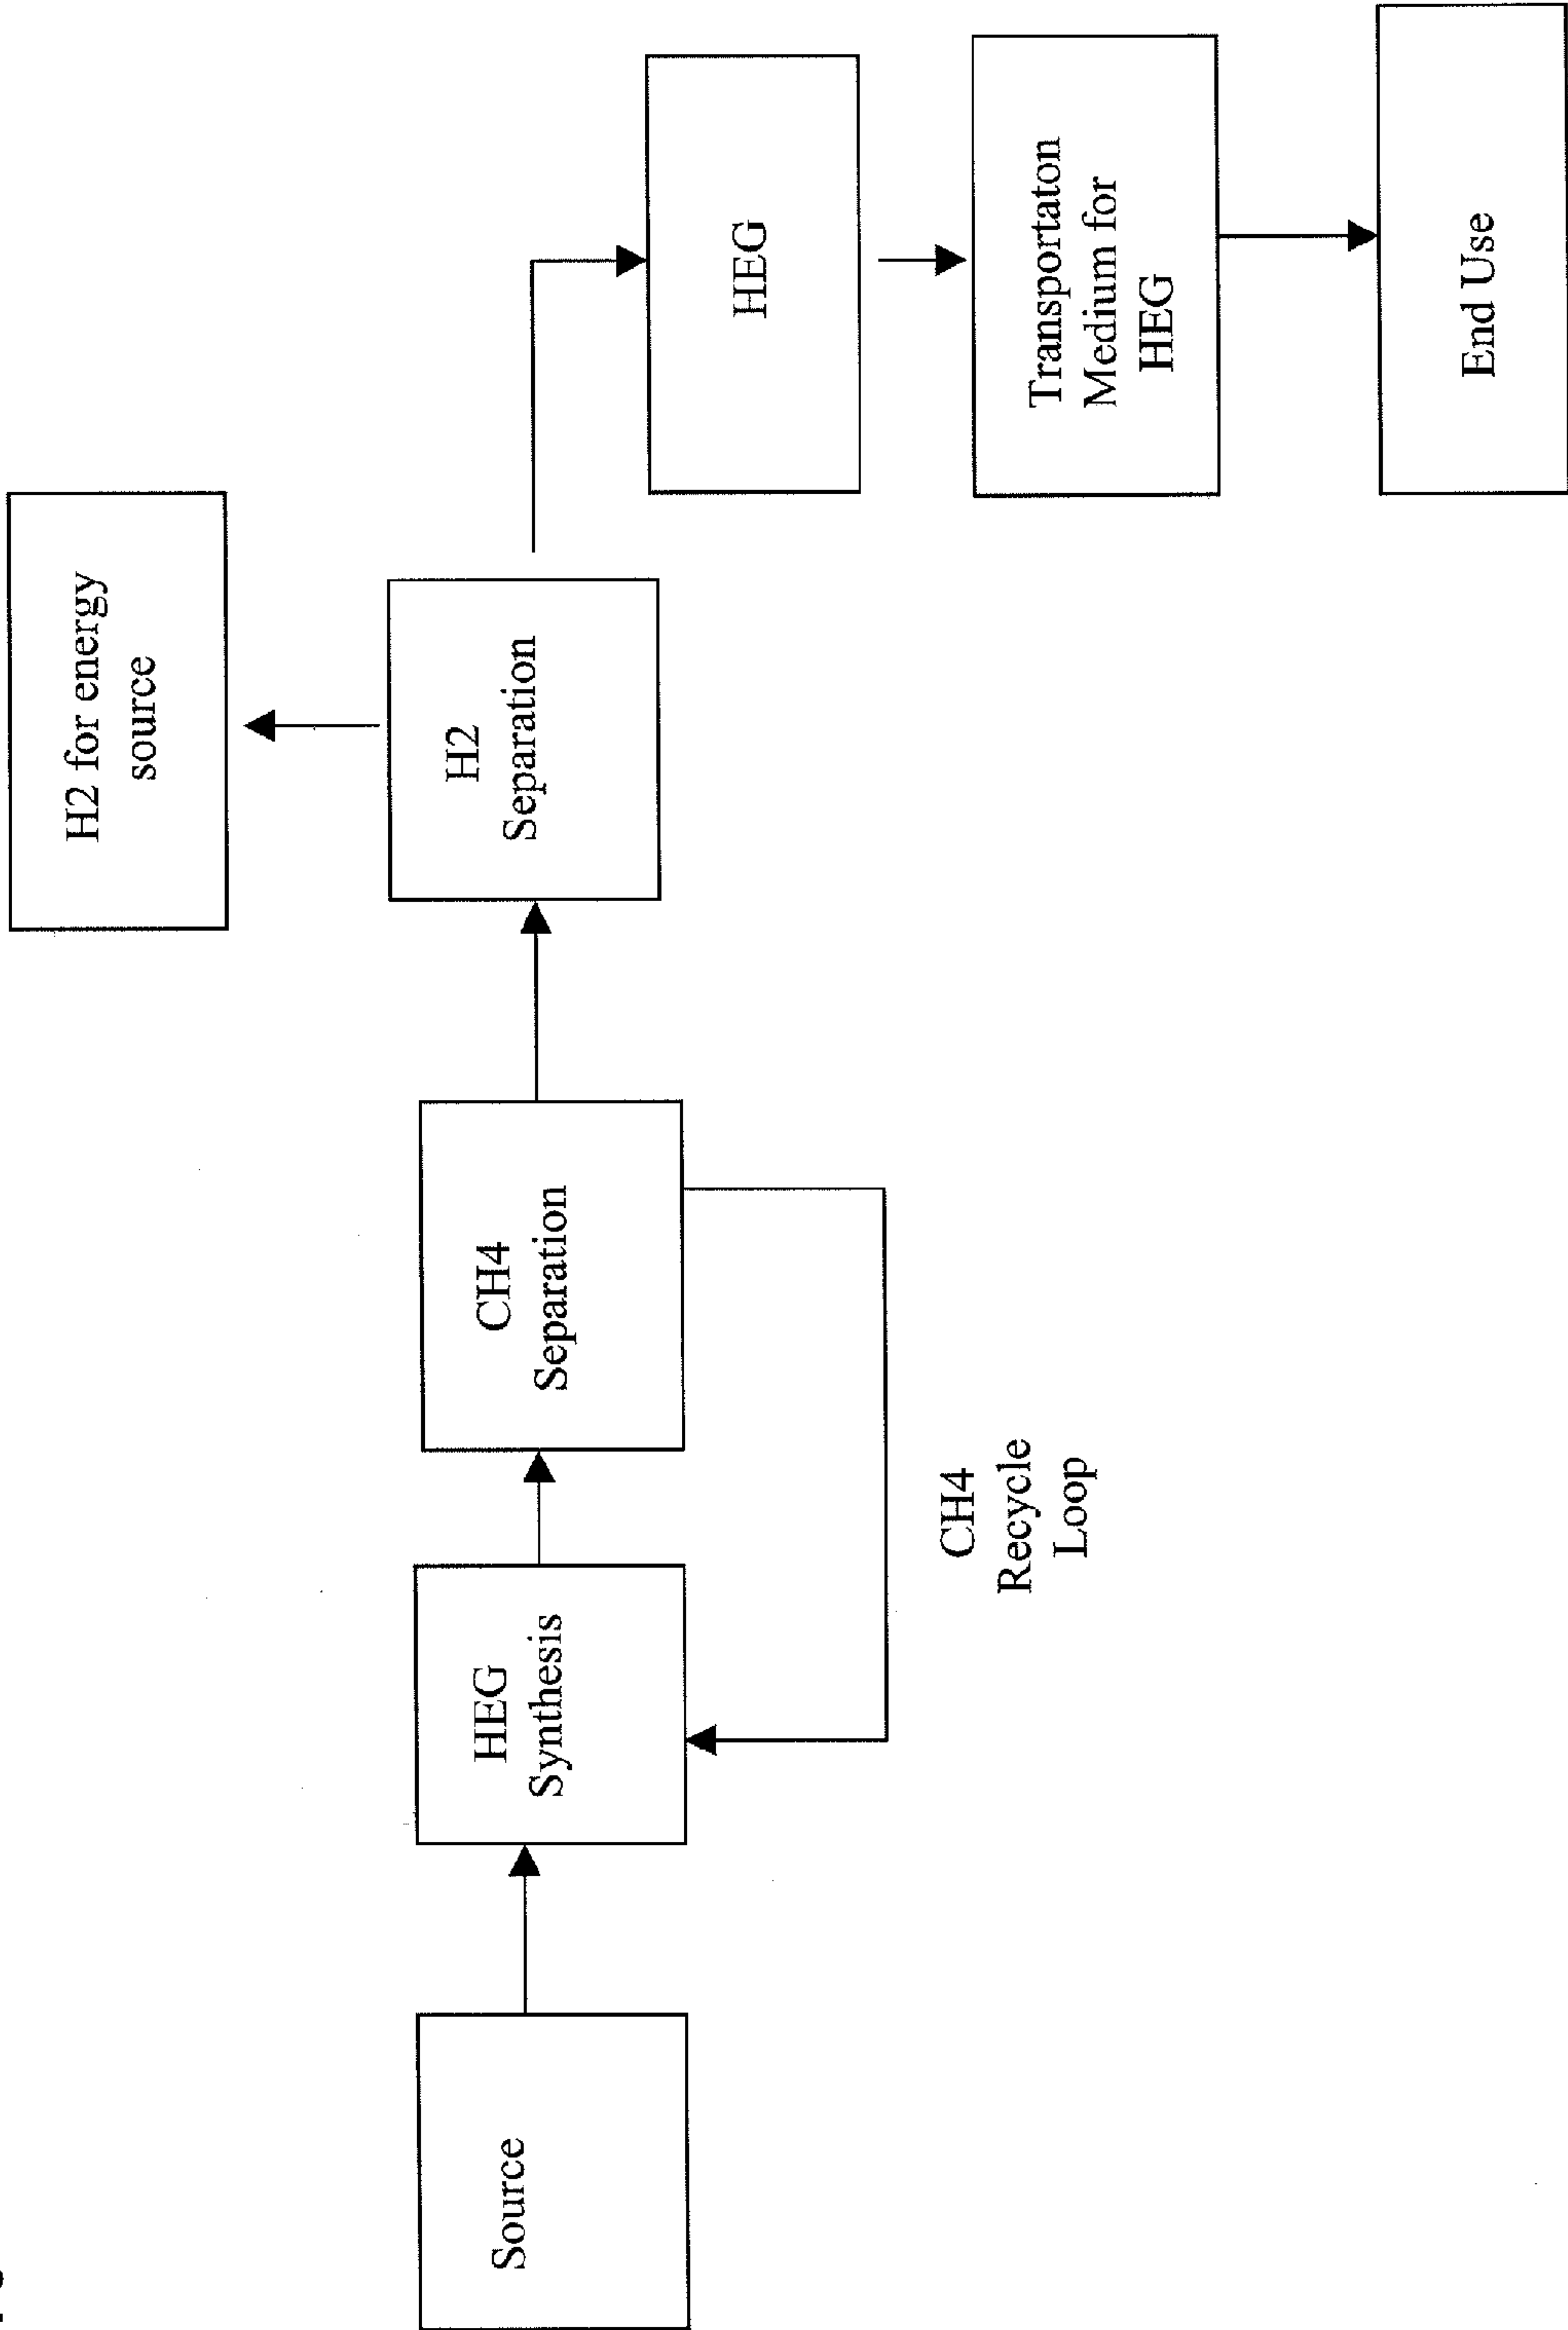 Source
HEG
Synthesis
CH4
Separation
CH4
Recycle
Loop
H2
Separation
H2 for energy
source
HEG
Transportaton
Medium for
HEG
End Use